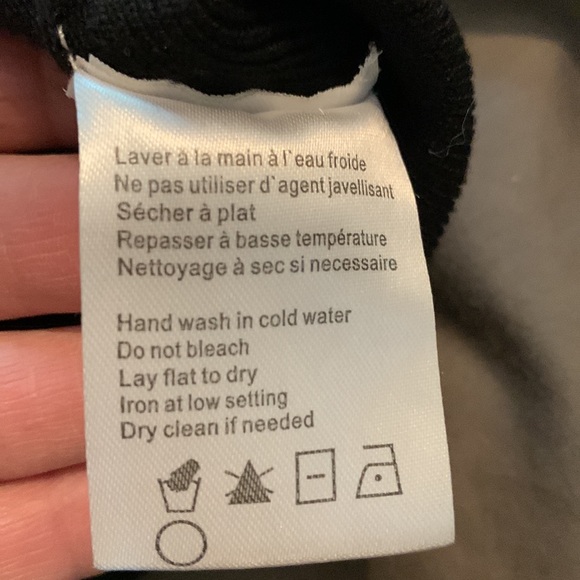 Laver à la main à l'eau froide
Ne pas utiliser d'agent javellisant
Sécher à plat
Repasser à basse température
Nettoyage à sec si necessaire
Hand wash in cold water
Do not bleach
Lay flat to dry
Iron at low setting
Dry clean if needed